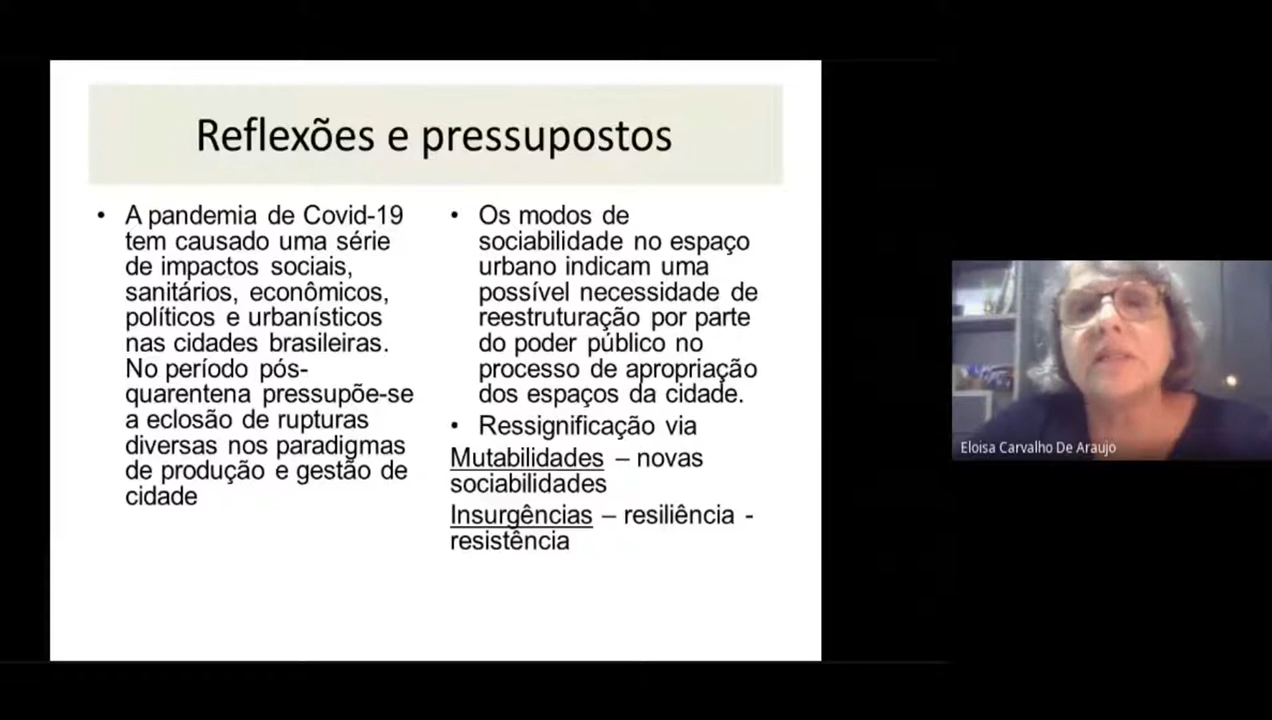 Reflexões e pressupostos
• A pandemia de Covid-19
tem causado uma série
de impactos sociais,
sanitários, econômicos,
políticos e urbanísticos
nas cidades brasileiras.
No período pós-
quarentena pressupõe-se
a eclosão de rupturas
diversas nos paradigmas
de produção e gestão de
cidade
• Os modos de
sociabilidade no espaço
urbano indicam uma
possível necessidade de
reestruturação por parte
do poder público no
processo de apropriação
dos espaços da cidade.
• Ressignificação via
Mutabilidades – novas
sociabilidades
Insurgências – resiliência -
resistência
Eloisa Carvalho De Araujo